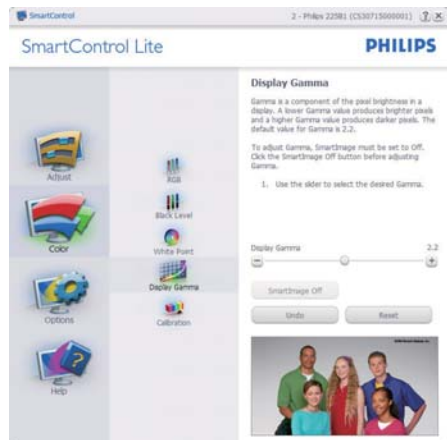 SmartControl
2 - Philips 225B1 (CS30715000001)
SmartControl Lite
PHILIPS
Adjust
Color
Options
Help
RGB
Black Level
White Point
Display Gamma
Calibration
Display Gamma
Gamma is a component of the pixel brightness in a
display. A lower Gamma value produces brighter pixels
and a higher Gamma value produces darker pixels. The
default value for Gamma is 2.2.
To adjust Gamma, SmartImage must be set to Off.
Click the SmartImage Off button before adjusting
Gamma.
1. Use the slider to select the desired Gamma.
Display Gamma
2.2
SmartImage Off
Undo
Reset